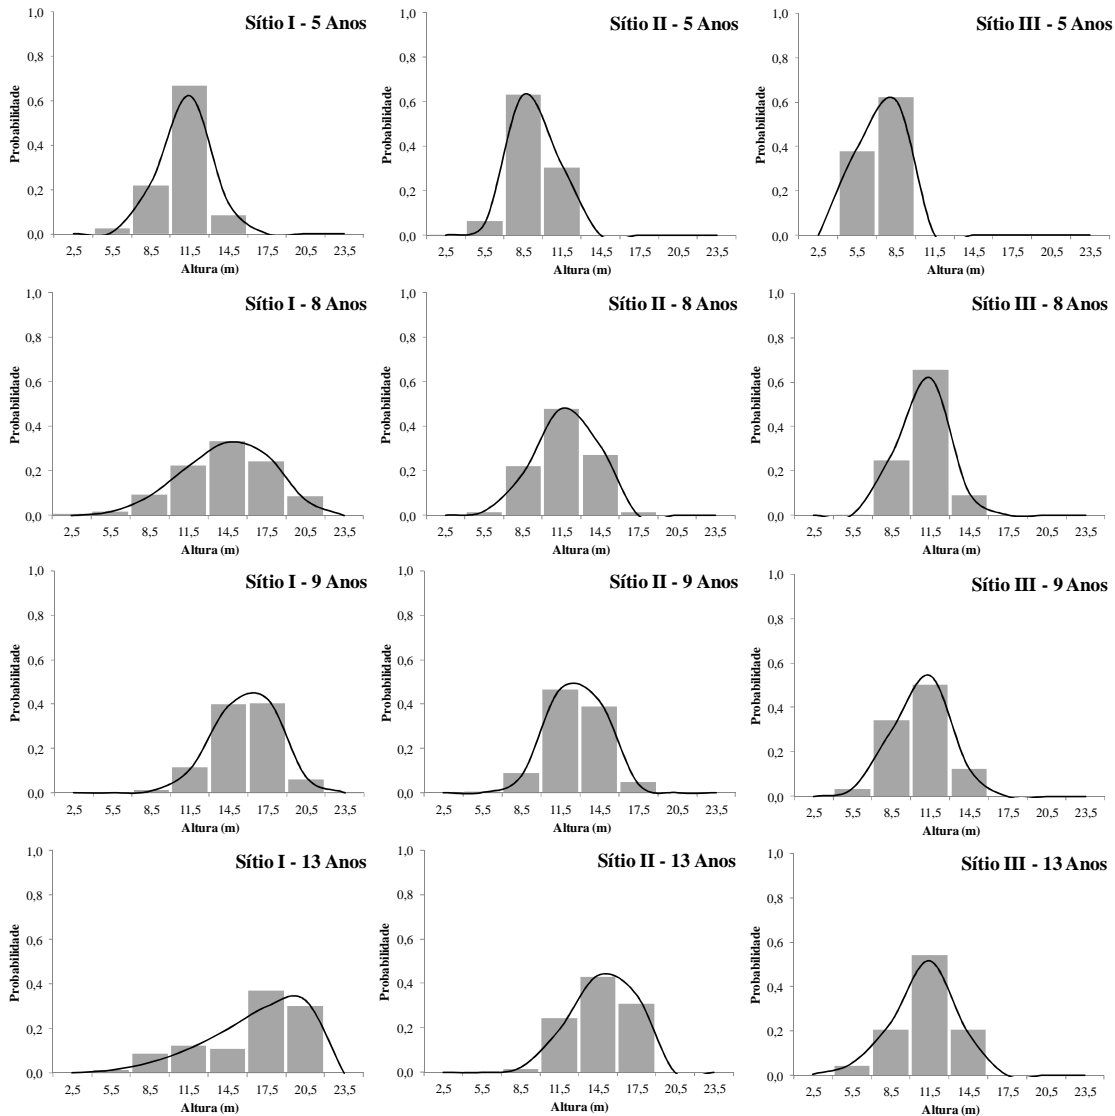 Sítio I - 5 Anos
Probabilidade
1,0
0,8
0,6
0,4
0,2
0,0
2,5 5,5 8,5 11,5 14,5 17,5 20,5 23,5
Altura (m)
Sítio II - 5 Anos
Probabilidade
1,0
0,8
0,6
0,4
0,2
0,0
2,5 5,5 8,5 11,5 14,5 17,5 20,5 23,5
Altura (m)
Sítio III - 5 Anos
Probabilidade
1,0
0,8
0,6
0,4
0,2
0,0
2,5 5,5 8,5 11,5 14,5 17,5 20,5 23,5
Altura (m)
Sítio I - 8 Anos
Probabilidade
1,0
0,8
0,6
0,4
0,2
0,0
2,5 5,5 8,5 11,5 14,5 17,5 20,5 23,5
Altura (m)
Sítio II - 8 Anos
Probabilidade
1,0
0,8
0,6
0,4
0,2
0,0
2,5 5,5 8,5 11,5 14,5 17,5 20,5 23,5
Altura (m)
Sítio III - 8 Anos
Probabilidade
1,0
0,8
0,6
0,4
0,2
0,0
2,5 5,5 8,5 11,5 14,5 17,5 20,5 23,5
Altura (m)
Sítio I - 9 Anos
Probabilidade
1,0
0,8
0,6
0,4
0,2
0,0
2,5 5,5 8,5 11,5 14,5 17,5 20,5 23,5
Altura (m)
Sítio II - 9 Anos
Probabilidade
1,0
0,8
0,6
0,4
0,2
0,0
2,5 5,5 8,5 11,5 14,5 17,5 20,5 23,5
Altura (m)
Sítio III - 9 Anos
Probabilidade
1,0
0,8
0,6
0,4
0,2
0,0
2,5 5,5 8,5 11,5 14,5 17,5 20,5 23,5
Altura (m)
Sítio I - 13 Anos
Probabilidade
1,0
0,8
0,6
0,4
0,2
0,0
2,5 5,5 8,5 11,5 14,5 17,5 20,5 23,5
Altura (m)
Sítio II - 13 Anos
Probabilidade
1,0
0,8
0,6
0,4
0,2
0,0
2,5 5,5 8,5 11,5 14,5 17,5 20,5 23,5
Altura (m)
Sítio III - 13 Anos
Probabilidade
1,0
0,8
0,6
0,4
0,2
0,0
2,5 5,5 8,5 11,5 14,5 17,5 20,5 23,5
Altura (m)